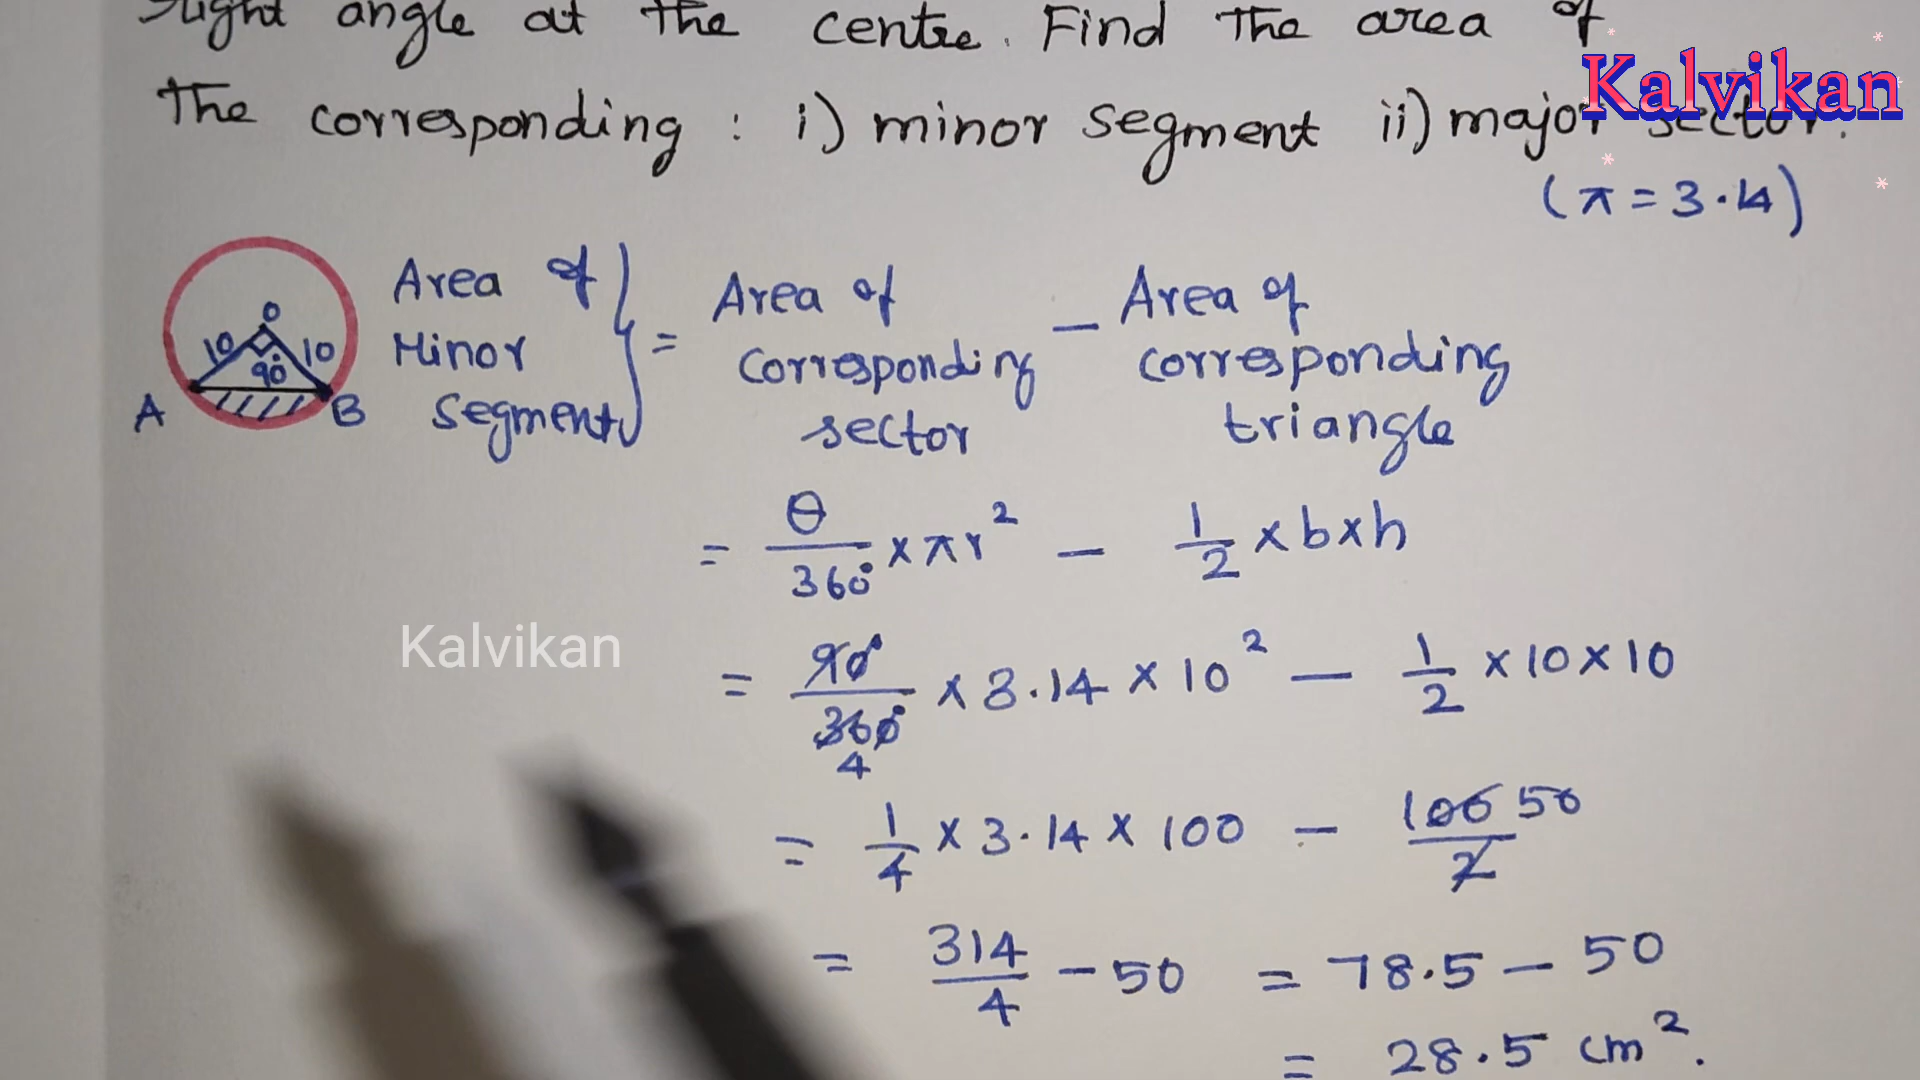 right angle at the centre. Find the area of
Kalvikan
the corresponding : i) minor segment ii) major sector.
(π = 3.14)
Area of Minor segment } = Area of corresponding sector − Area of corresponding triangle
O
10 10
90°
A B
= θ/360° × πr² − 1/2 × b × h
Kalvikan
= 90°/360° × 3.14 × 10² − 1/2 × 10 × 10
4
= 1/4 × 3.14 × 100 − 100/2 50
= 314/4 − 50 = 78.5 − 50
= 28.5 cm².